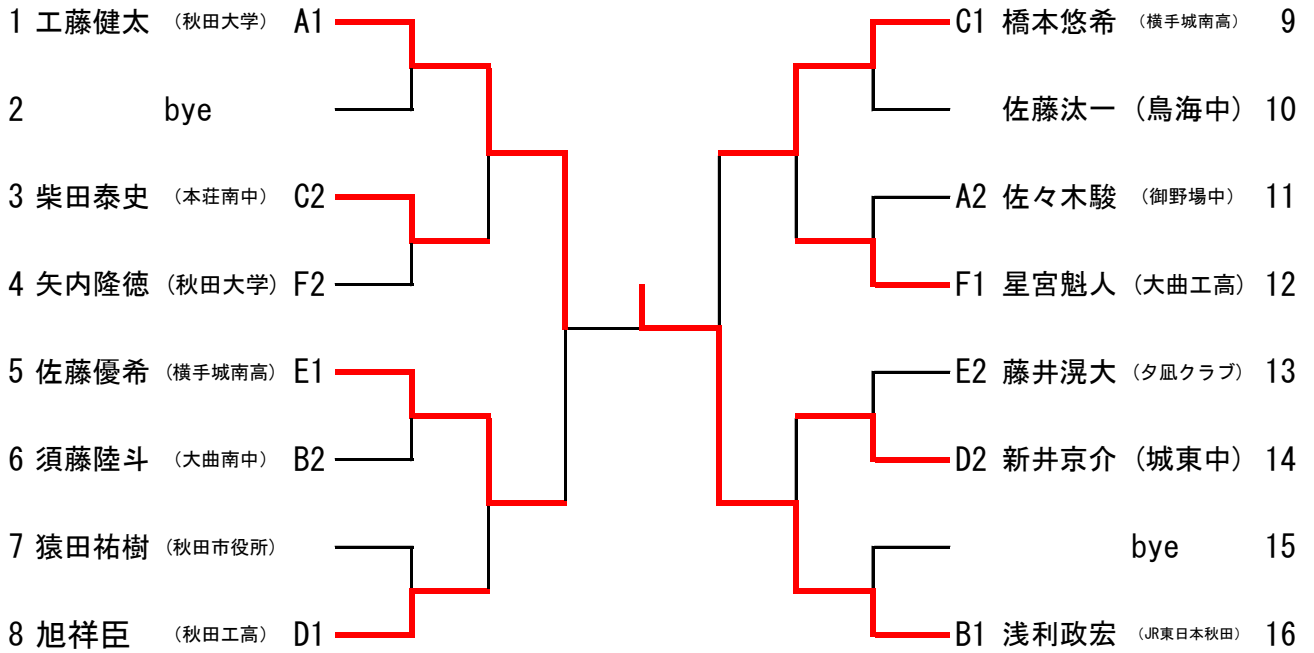 1 工藤健太 (秋田大学) A1
2 bye
3 柴田泰史 (本荘南中) C2
4 矢内隆徳 (秋田大学) F2
5 佐藤優希 (横手城南高) E1
6 須藤陸斗 (大曲南中) B2
7 猿田祐樹 (秋田市役所)
8 旭祥臣 (秋田工高) D1
C1 橋本悠希 (横手城南高) 9
佐藤汰一 (鳥海中) 10
A2 佐々木駿 (御野場中) 11
F1 星宮魁人 (大曲工高) 12
E2 藤井滉大 (夕凪クラブ) 13
D2 新井京介 (城東中) 14
bye 15
B1 浅利政宏 (JR東日本秋田) 16